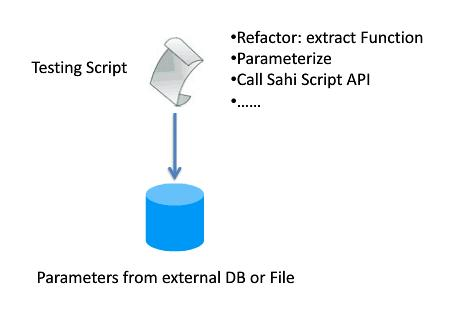 •Refactor: extract Function
Testing Script
•Parameterize
•Call Sahi Script API
•......
Parameters from external DB or File